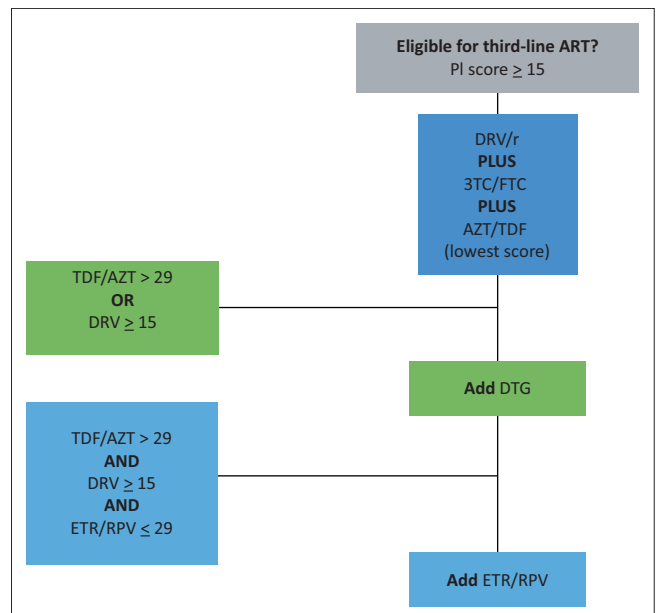 Eligible for third-line ART?
PI score ≥ 15
DRV/r
PLUS
3TC/FTC
PLUS
AZT/TDF
(lowest score)
TDF/AZT > 29
OR
DRV ≥ 15
Add DTG
TDF/AZT > 29
AND
DRV ≥ 15
AND
ETR/RPV ≤ 29
Add ETR/RPV